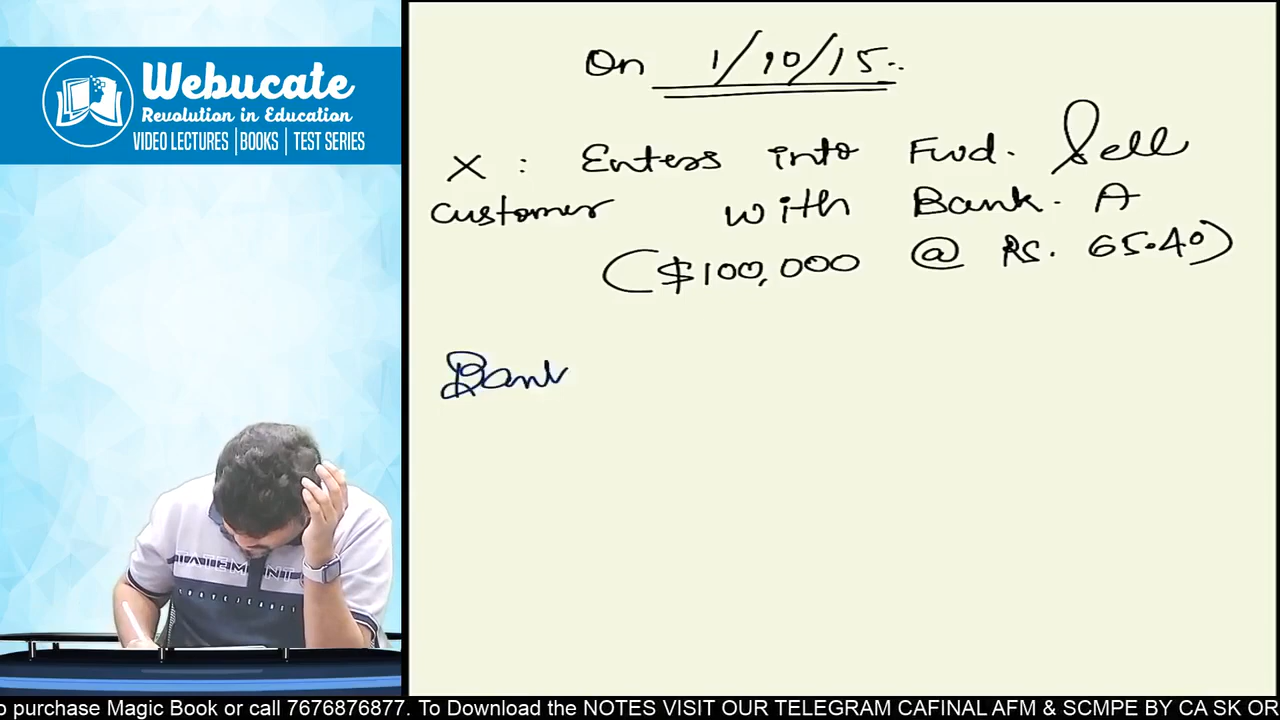 Webucate
Revolution in Education
VIDEO LECTURES | BOOKS | TEST SERIES
On 1/10/15..
X : Enters into Fwd. Sell
customer with Bank. A
($100,000 @ Rs. 65.40)
Bank
TATEMENT
o purchase Magic Book or call 7676876877. To Download the NOTES VISIT OUR TELEGRAM CAFINAL AFM & SCMPE BY CA SK OR